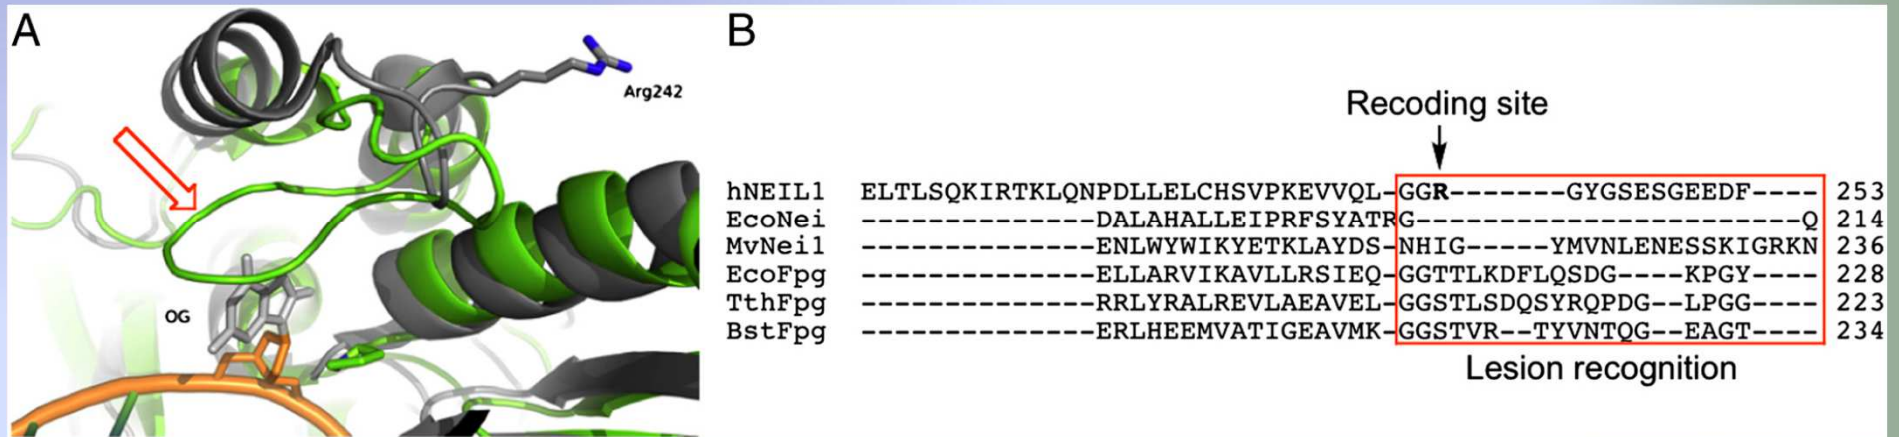 A
Arg242
OG
B
Recoding site
hNEIL1 ELTLSQKIRTKLQNPDLLELCHSVPKEVVQL-GGR-------GYGSESGEEDF---- 253
EcoNei --------------DALAHALLEIPRFSYATRG-----------------------Q 214
MvNei1 --------------ENLWYWIKYETKLAYDS-NHIG-----YMVNLENESSKIGRKN 236
EcoFpg --------------ELLARVIKAVLLRSIEQ-GGTTLKDFLQSDG----KPGY---- 228
TthFpg --------------RRLYRALREVLAEAVEL-GGSTLSDQSYRQPDG--LPGG---- 223
BstFpg --------------ERLHEEMVATIGEAVMK-GGSTVR--TYVNTQG--EAGT---- 234
Lesion recognition